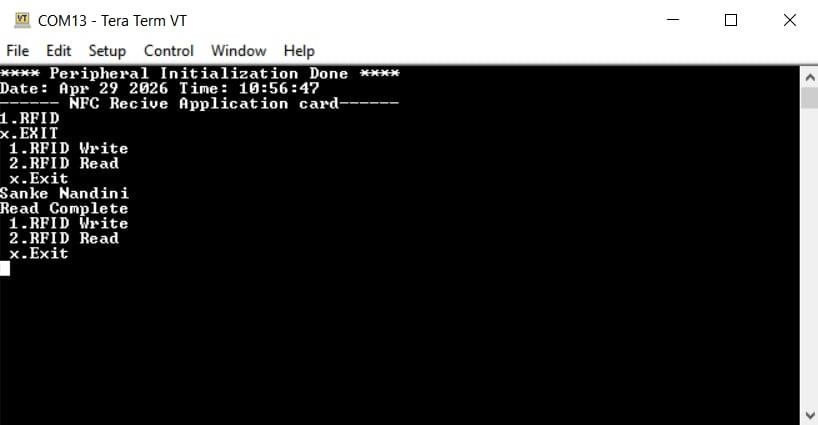 COM13 - Tera Term VT
File Edit Setup Control Window Help
**** Peripheral Initialization Done ****
Date: Apr 29 2026 Time: 10:56:47
------ NFC Recive Application card------
1.RFID
x.EXIT
1.RFID Write
2.RFID Read
x.Exit
Sanke Nandini
Read Complete
1.RFID Write
2.RFID Read
x.Exit